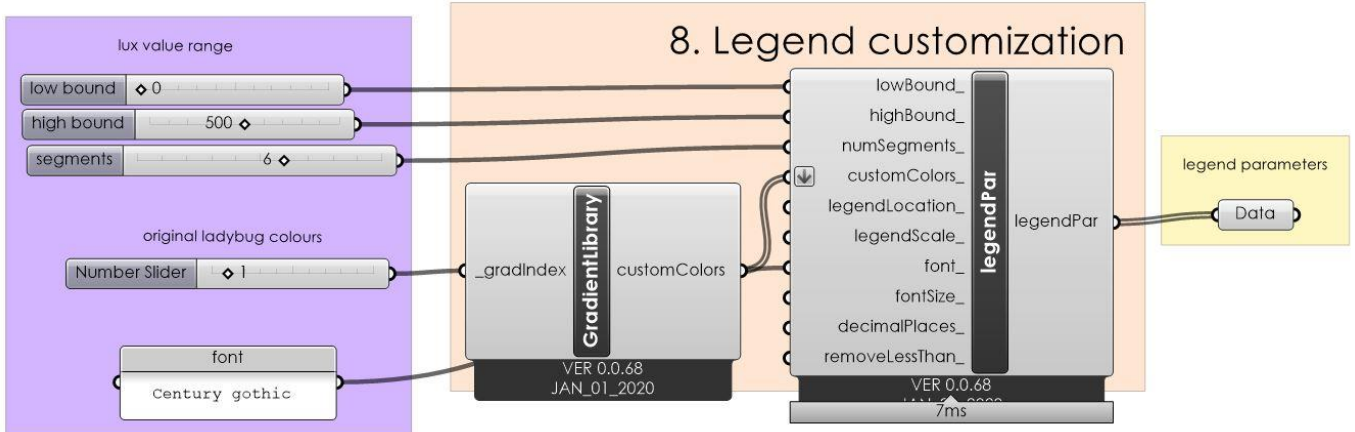 lux value range
8. Legend customization
low bound 0
high bound 500
segments 6
lowBound_
highBound_
numSegments_
customColors_
legendLocation_
legendScale_
font_
fontSize_
decimalPlaces_
removeLessThan_
legendPar
legendPar
legend parameters
Data
original ladybug colours
Number Slider 1
_gradIndex
GradientLibrary
customColors
font
Century gothic
VER 0.0.68
JAN_01_2020
VER 0.0.68
7ms